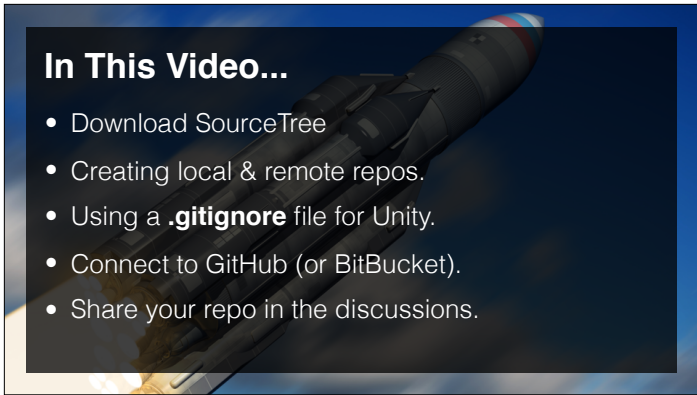 In This Video...
• Download SourceTree
• Creating local & remote repos.
• Using a .gitignore file for Unity.
• Connect to GitHub (or BitBucket).
• Share your repo in the discussions.